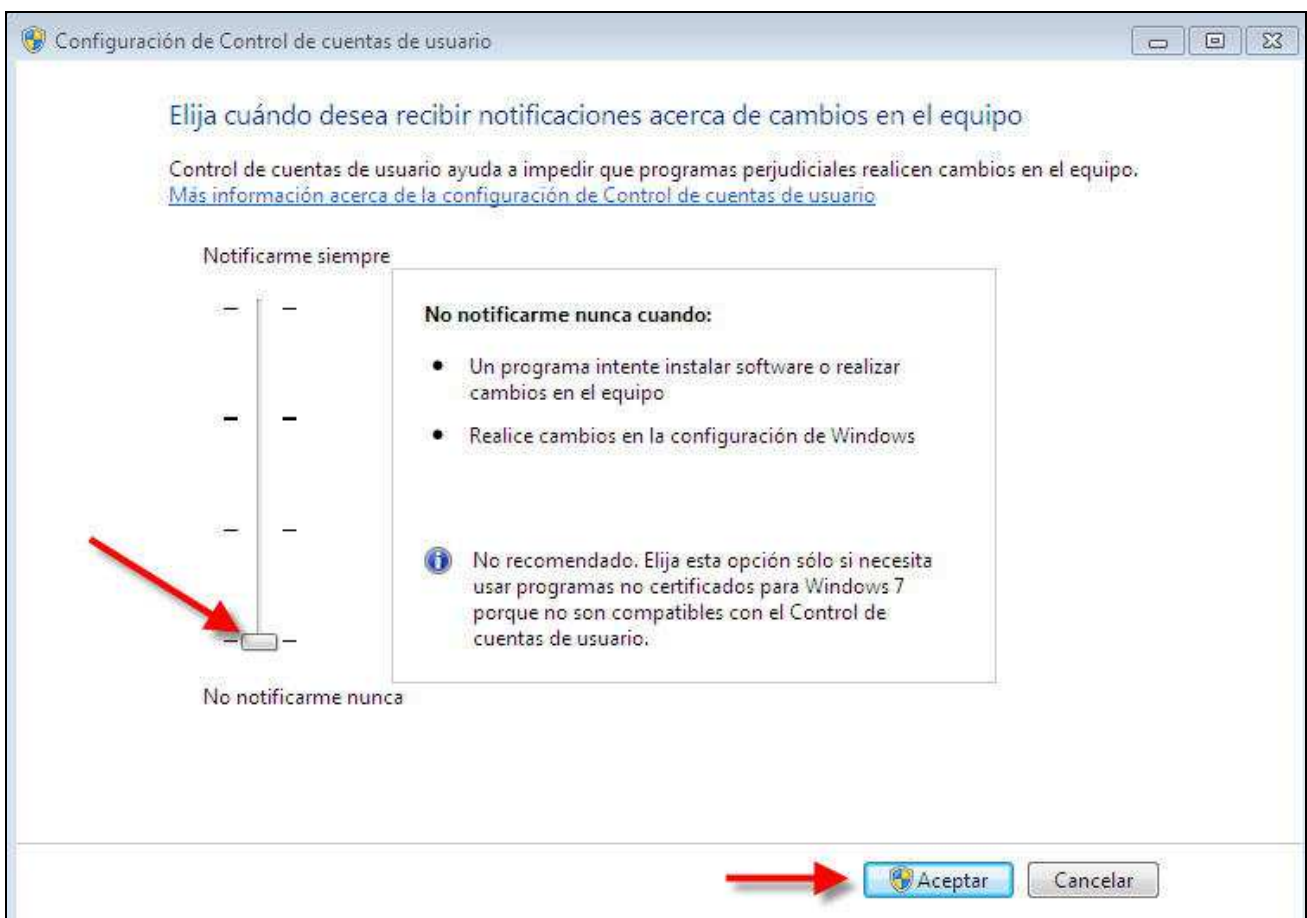 Configuración de Control de cuentas de usuario
Elija cuándo desea recibir notificaciones acerca de cambios en el equipo
Control de cuentas de usuario ayuda a impedir que programas perjudiciales realicen cambios en el equipo.
Más información acerca de la configuración de Control de cuentas de usuario
Notificarme siempre
No notificarme nunca cuando:
Un programa intente instalar software o realizar
cambios en el equipo
Realice cambios en la configuración de Windows
No recomendado. Elija esta opción sólo si necesita
usar programas no certificados para Windows 7
porque no son compatibles con el Control de
cuentas de usuario.
No notificarme nunca
Aceptar
Cancelar